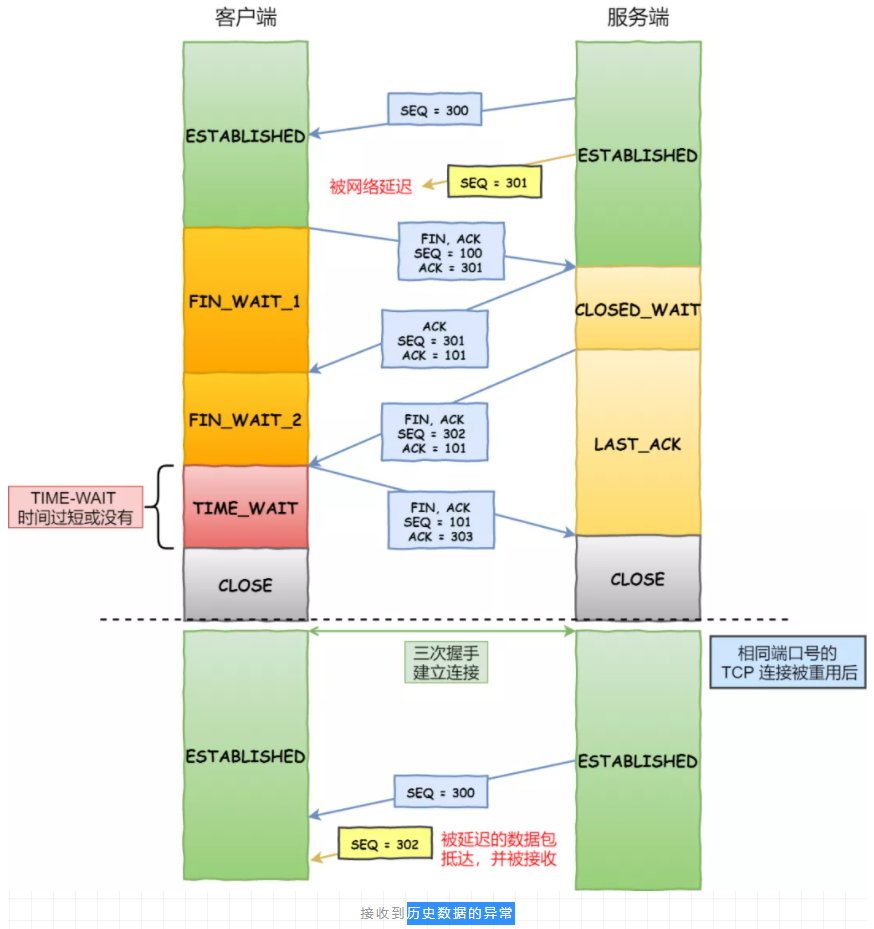 客户端
服务端
SEQ = 300
ESTABLISHED
ESTABLISHED
SEQ = 301
被网络延迟
FIN, ACK
SEQ = 100
ACK = 301
FIN_WAIT_1
CLOSED_WAIT
ACK
SEQ = 301
ACK = 101
FIN_WAIT_2
FIN, ACK
SEQ = 302
ACK = 101
LAST_ACK
TIME-WAIT
时间过短或没有
TIME_WAIT
FIN, ACK
SEQ = 101
ACK = 303
CLOSE
CLOSE
三次握手
建立连接
相同端口号的
TCP 连接被重用后
ESTABLISHED
ESTABLISHED
SEQ = 300
SEQ = 302
被延迟的数据包
抵达，并被接收
接收到历史数据的异常